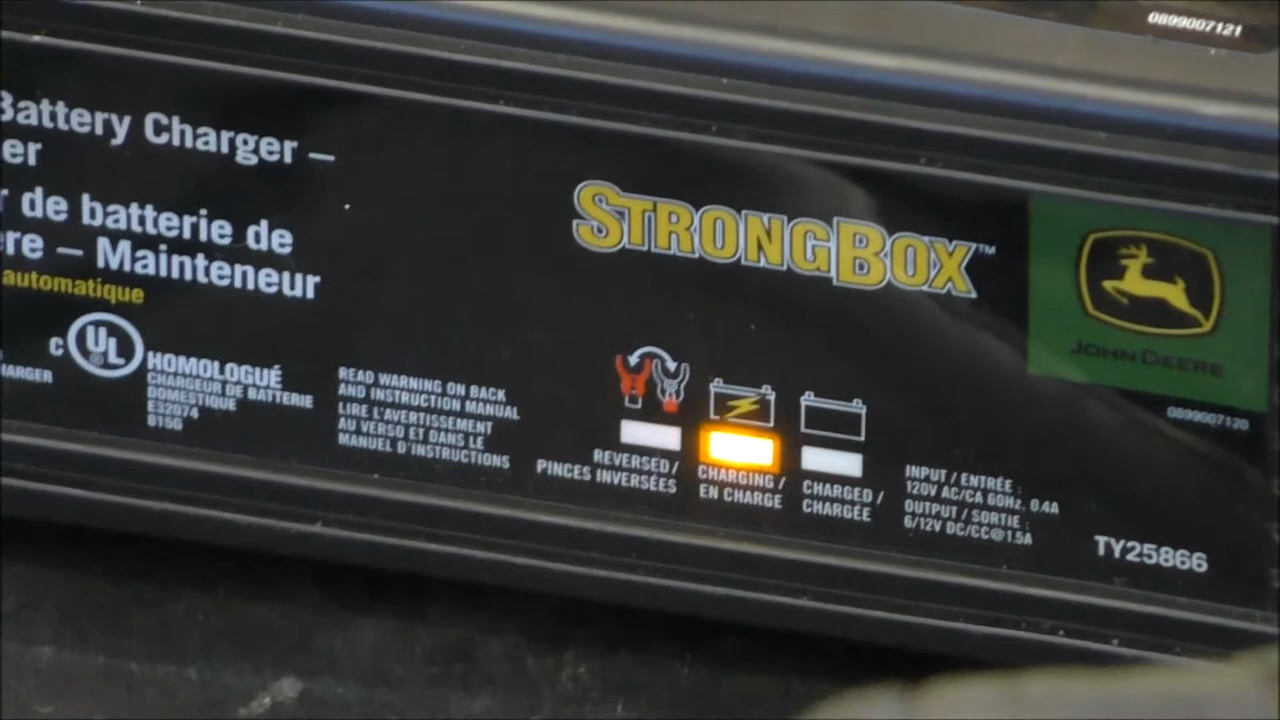 0899007121
Battery Charger –
er
r de batterie de
re – Mainteneur
automatique
C UL ®
HOMOLOGUÉ
CHARGEUR DE BATTERIE
DOMESTIQUE
E32074
ARGER
READ WARNING ON BACK
AND INSTRUCTION MANUAL
LIRE L'AVERTISSEMENT
AU VERSO ET DANS LE
MANUEL D'INSTRUCTIONS
STRONGBOX™
JOHN DEERE
0899007120
REVERSED /
PINCES INVERSÉES
CHARGING /
EN CHARGE
CHARGED /
CHARGÉE
INPUT / ENTRÉE :
120V AC/CA 60Hz, 0.4A
OUTPUT / SORTIE :
6/12V DC/CC@1.5A
TY25866